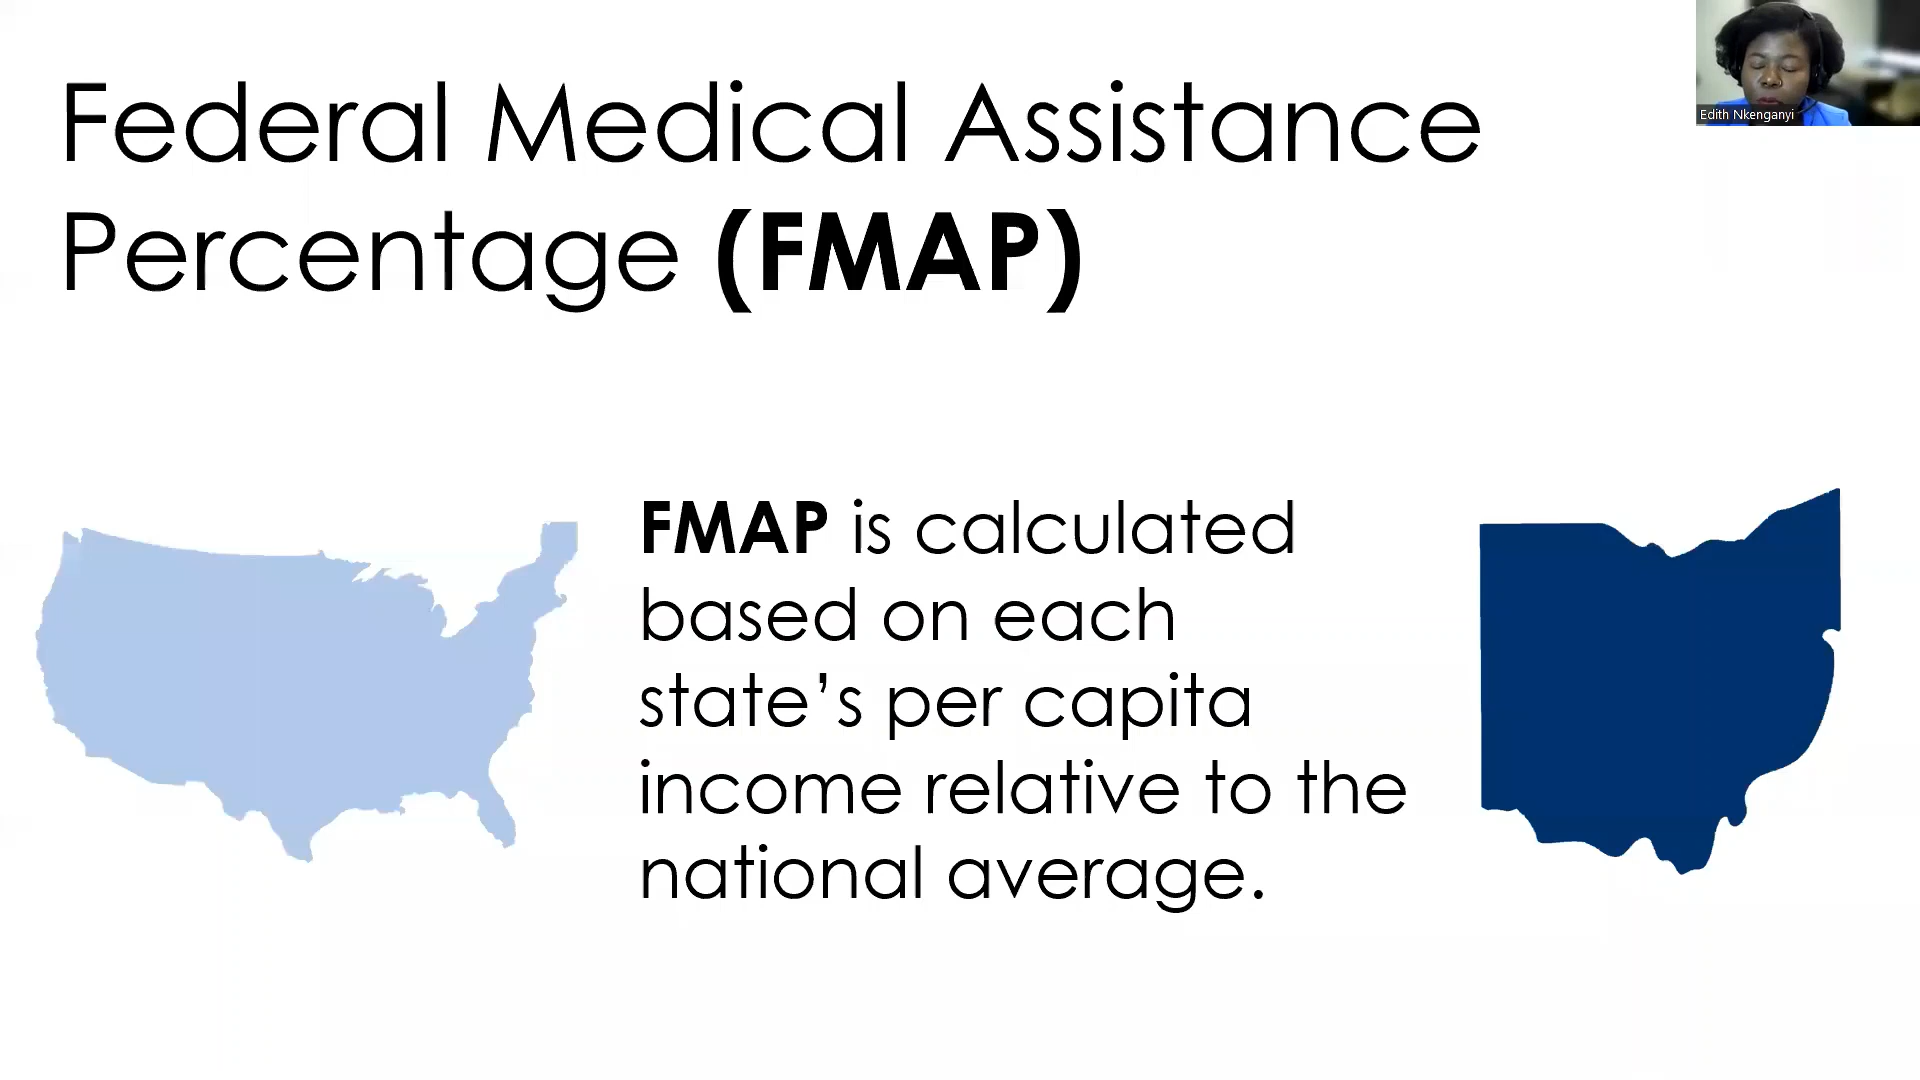 Federal Medical Assistance
Percentage (FMAP)
Edith Nkenganyi
FMAP is calculated
based on each
state’s per capita
income relative to the
national average.